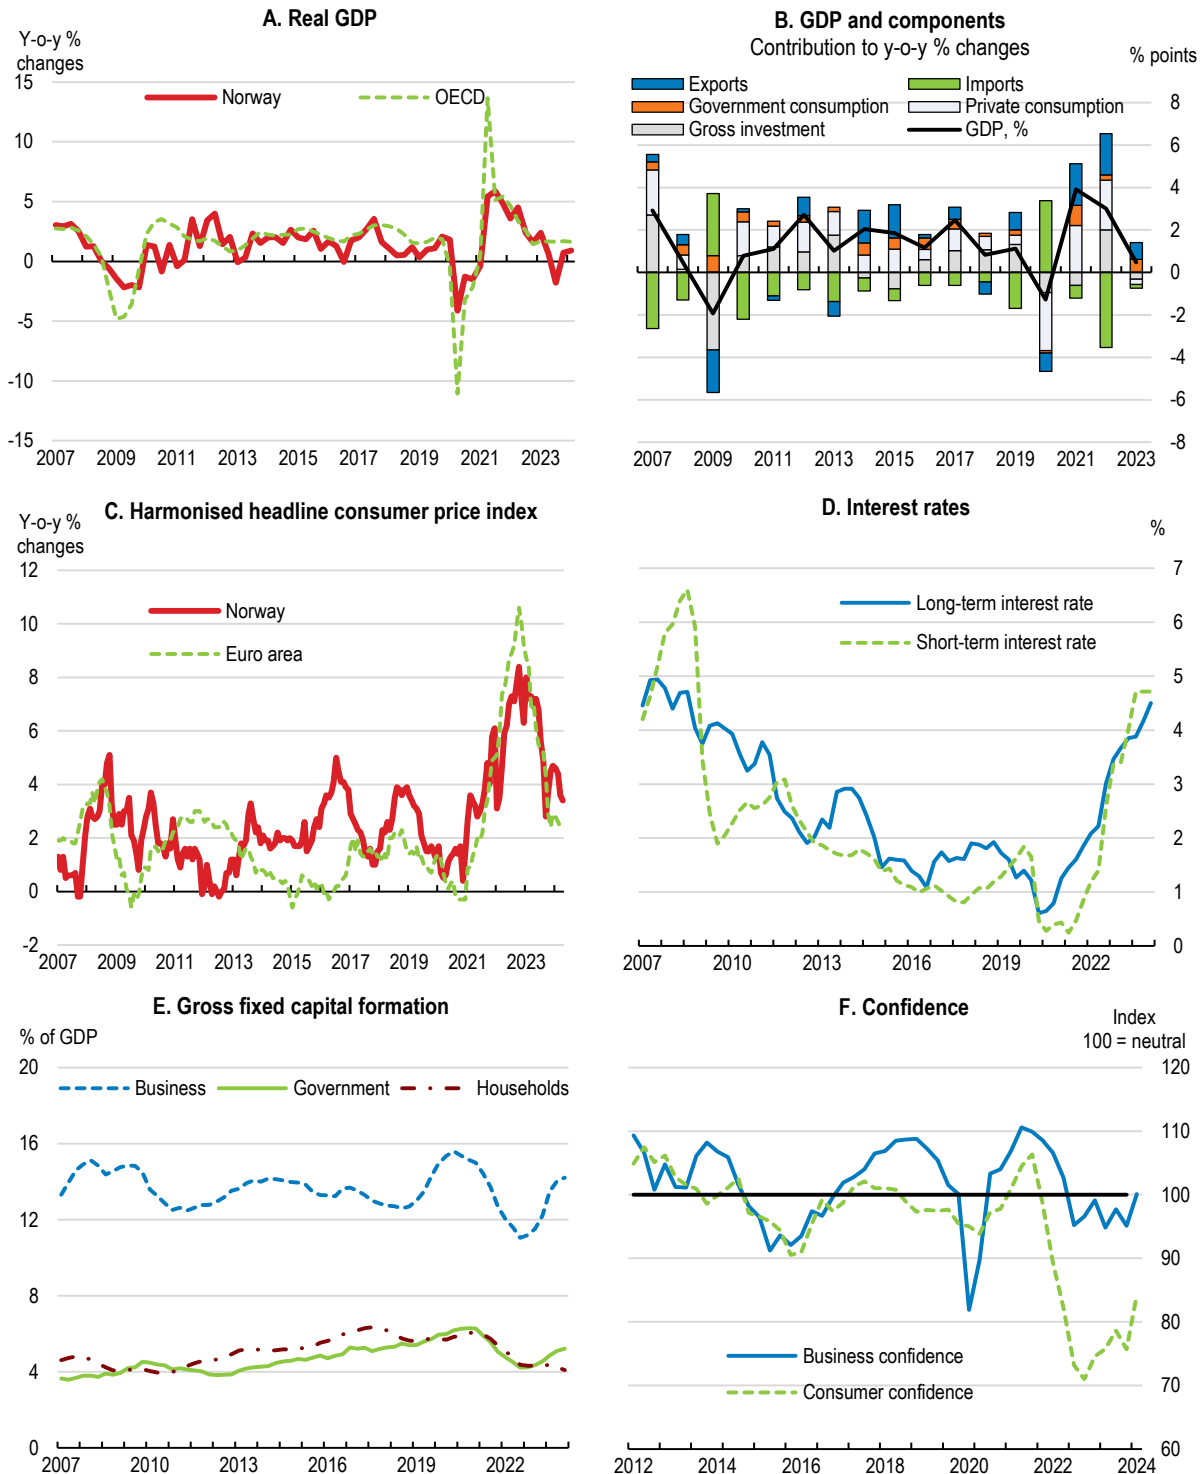 A. Real GDP
Y-o-y %
changes
Norway
OECD
15
10
5
0
-5
-10
-15
2007 2009 2011 2013 2015 2017 2019 2021 2023
B. GDP and components
Contribution to y-o-y % changes
% points
Exports
Imports
Government consumption
Private consumption
Gross investment
GDP, %
8
6
4
2
0
-2
-4
-6
-8
2007 2009 2011 2013 2015 2017 2019 2021 2023
C. Harmonised headline consumer price index
Y-o-y %
changes
Norway
Euro area
12
10
8
6
4
2
0
-2
2007 2009 2011 2013 2015 2017 2019 2021 2023
D. Interest rates
%
Long-term interest rate
Short-term interest rate
7
6
5
4
3
2
1
0
2007 2010 2013 2016 2019 2022
E. Gross fixed capital formation
% of GDP
Business
Government
Households
20
16
12
8
4
0
2007 2010 2013 2016 2019 2022
F. Confidence
Index
100 = neutral
120
110
100
90
80
70
60
Business confidence
Consumer confidence
2012 2014 2016 2018 2020 2022 2024